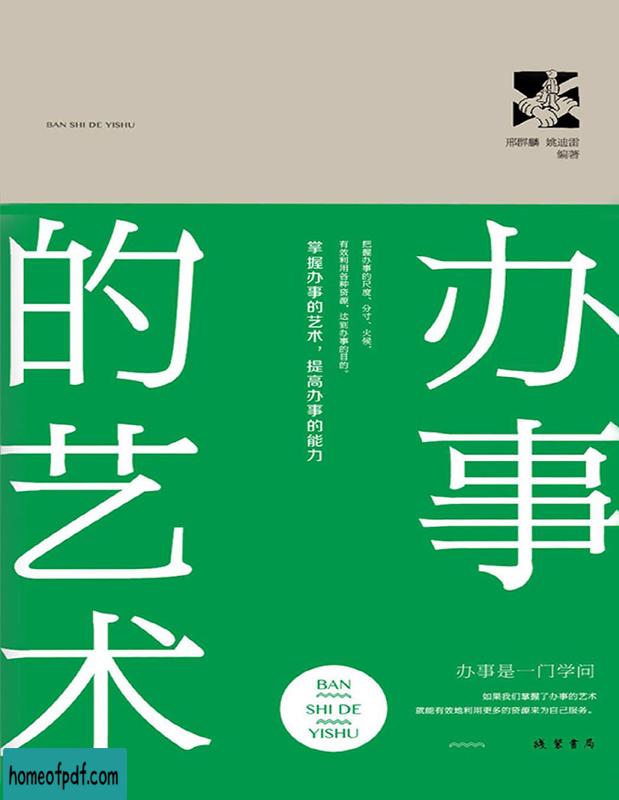 BAN SHI DE YISHU
邢群麟 姚迪雷
编著
办事
的艺术
把握办事的尺度、分寸、火候,
有效利用各种资源,达到办事的目的。
掌握办事的艺术,提高办事的能力
办事是一门学问
如果我们掌握了办事的艺术
就能有效地利用更多的资源来为自己服务。
BAN
SHI DE
YISHU
线装书局
homeofpdf.com